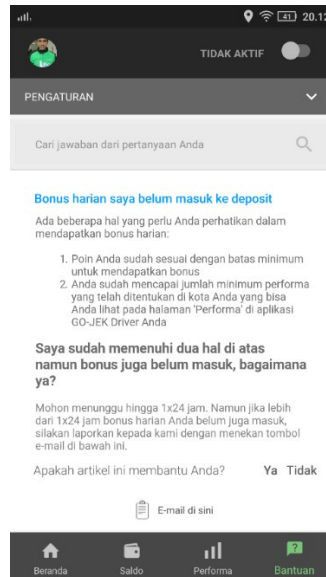 41 20.12
TIDAK AKTIF
PENGATURAN
Cari jawaban dari pertanyaan Anda
Bonus harian saya belum masuk ke deposit
Ada beberapa hal yang perlu Anda perhatikan dalam
mendapatkan bonus harian:
1. Poin Anda sudah sesuai dengan batas minimum
untuk mendapatkan bonus
2. Anda sudah mencapai jumlah minimum performa
yang telah ditentukan di kota Anda yang bisa
Anda lihat pada halaman 'Performa' di aplikasi
GO-JEK Driver Anda
Saya sudah memenuhi dua hal di atas
namun bonus juga belum masuk, bagaimana
ya?
Mohon menunggu hingga 1x24 jam. Namun jika lebih
dari 1x24 jam bonus harian Anda belum juga masuk,
silakan laporkan kepada kami dengan menekan tombol
e-mail di bawah ini.
Apakah artikel ini membantu Anda? Ya Tidak
E-mail di sini
Beranda Saldo Performa Bantuan